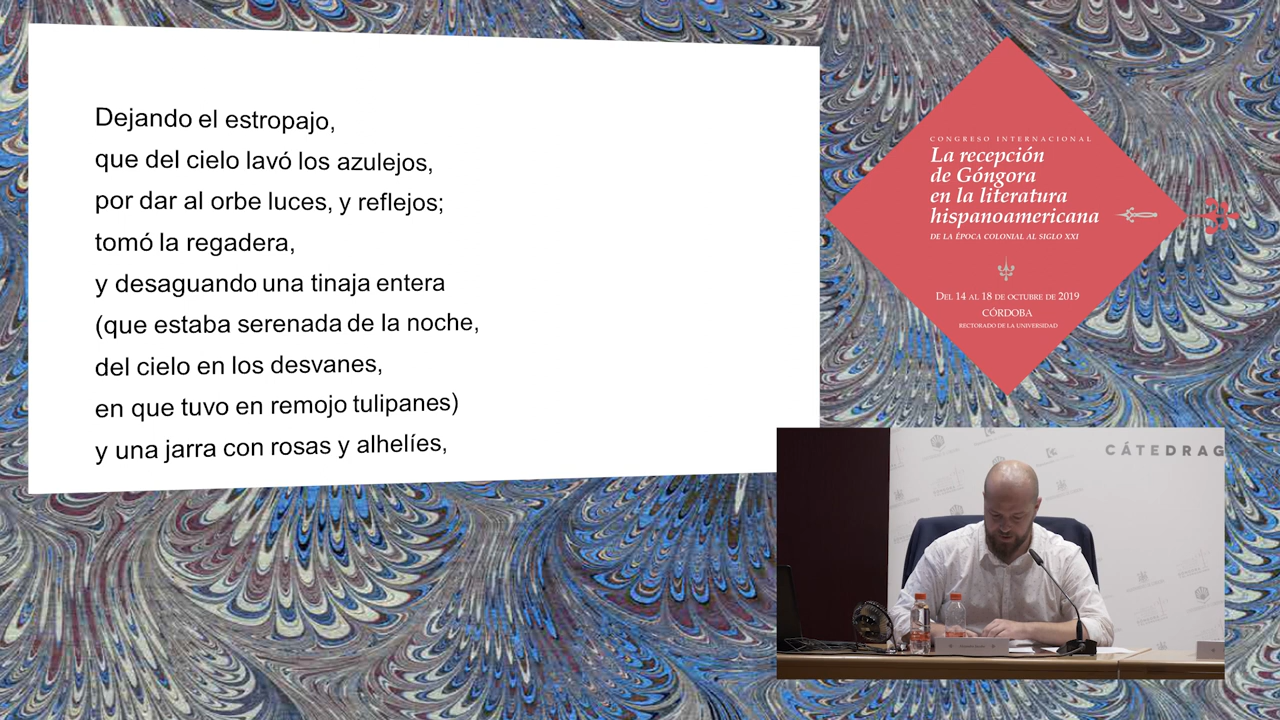 Dejando el estropajo,
que del cielo lavó los azulejos,
por dar al orbe luces, y reflejos;
tomó la regadera,
y desaguando una tinaja entera
(que estaba serenada de la noche,
del cielo en los desvanes,
en que tuvo en remojo tulipanes)
y una jarra con rosas y alhelíes,
CONGRESO INTERNACIONAL
La recepción
de Góngora
en la literatura
hispanoamericana
DE LA ÉPOCA COLONIAL AL SIGLO XXI
DEL 14 AL 18 DE OCTUBRE DE 2019
CÓRDOBA
RECTORADO DE LA UNIVERSIDAD
CÁTEDRAG